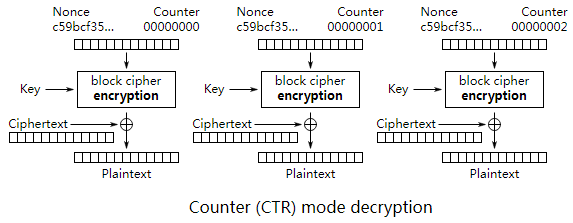 Nonce Counter Nonce Counter Nonce Counter
c59bcf35... 00000000 c59bcf35... 00000001 c59bcf35... 00000002
Key block cipher encryption Key block cipher encryption Key block cipher encryption
Ciphertext Ciphertext Ciphertext
Plaintext Plaintext Plaintext
Counter (CTR) mode decryption